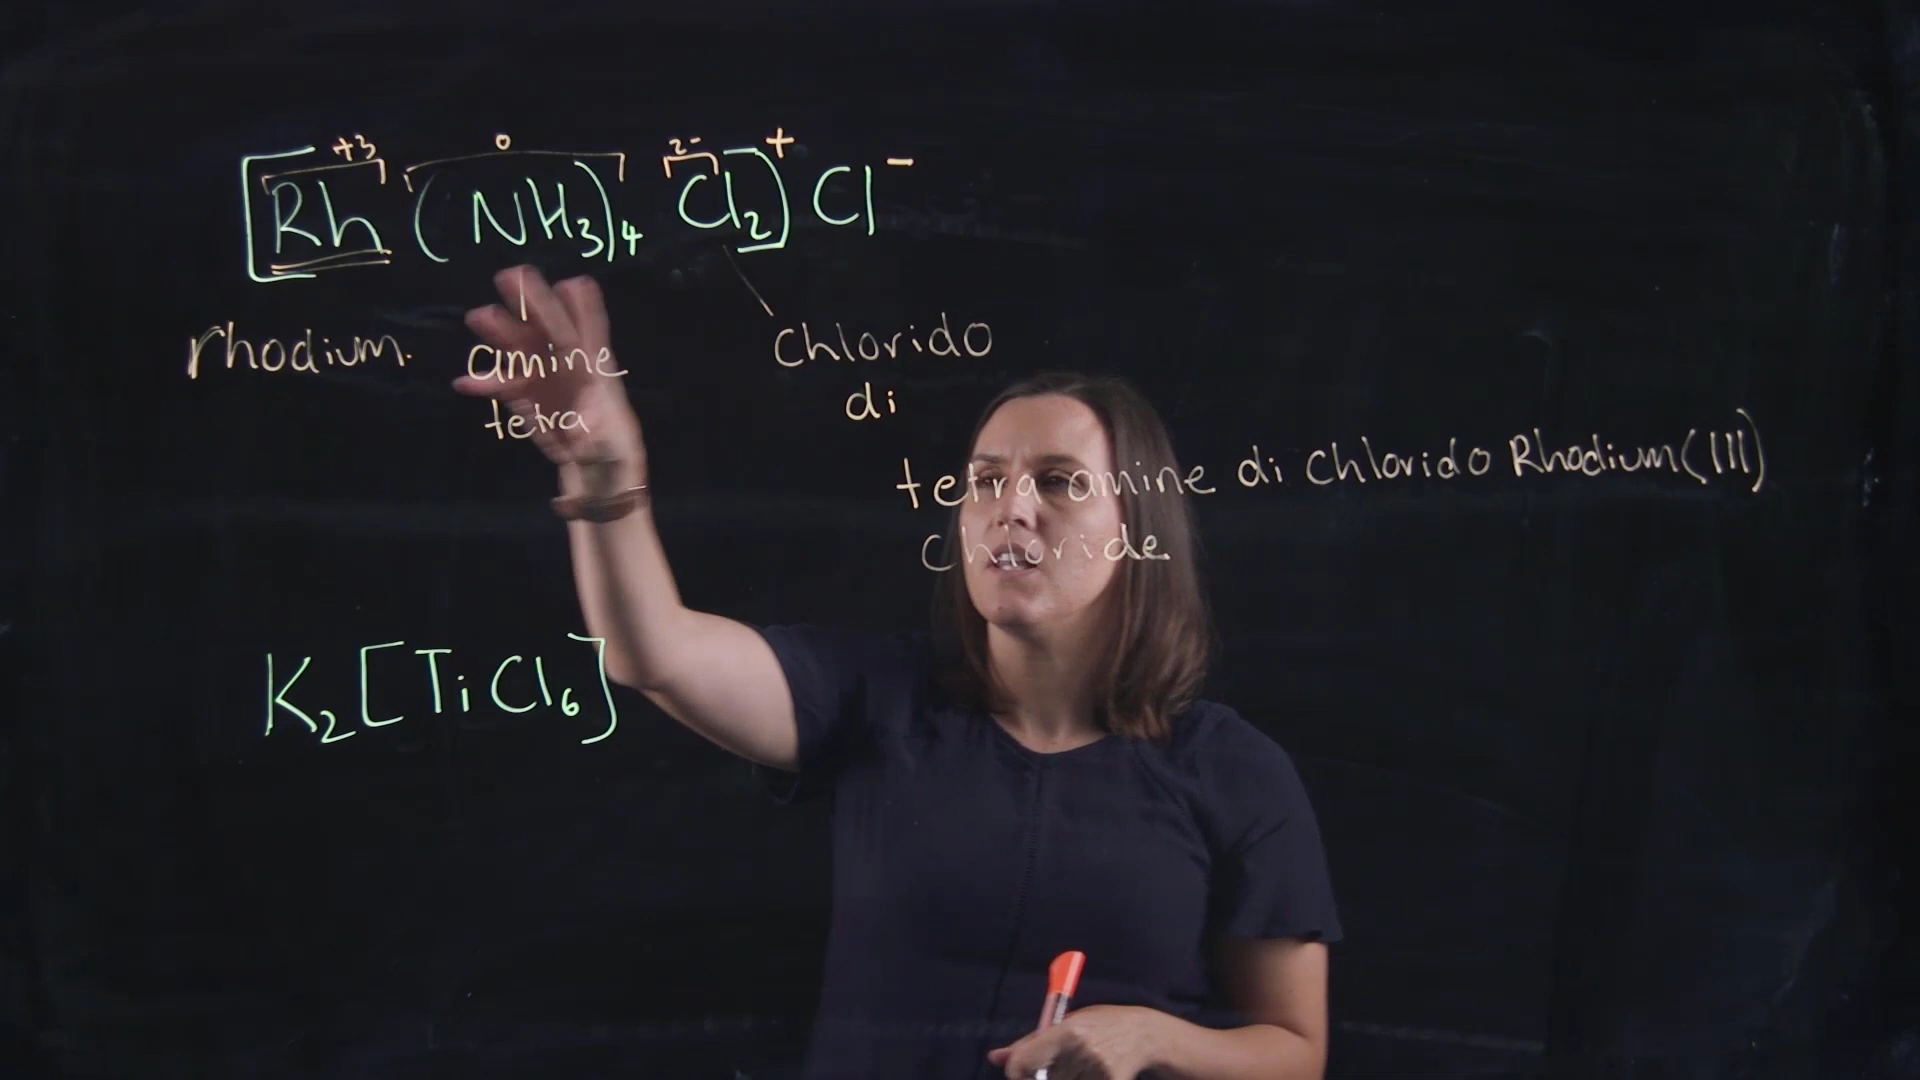 +3 0 2- + -
[Rh (NH₃)₄ Cl₂]⁺ Cl⁻
rhodium. amine chlorido
tetra di
tetra amine di chlorido Rhodium(III)
chloride
K₂[TiCl₆]